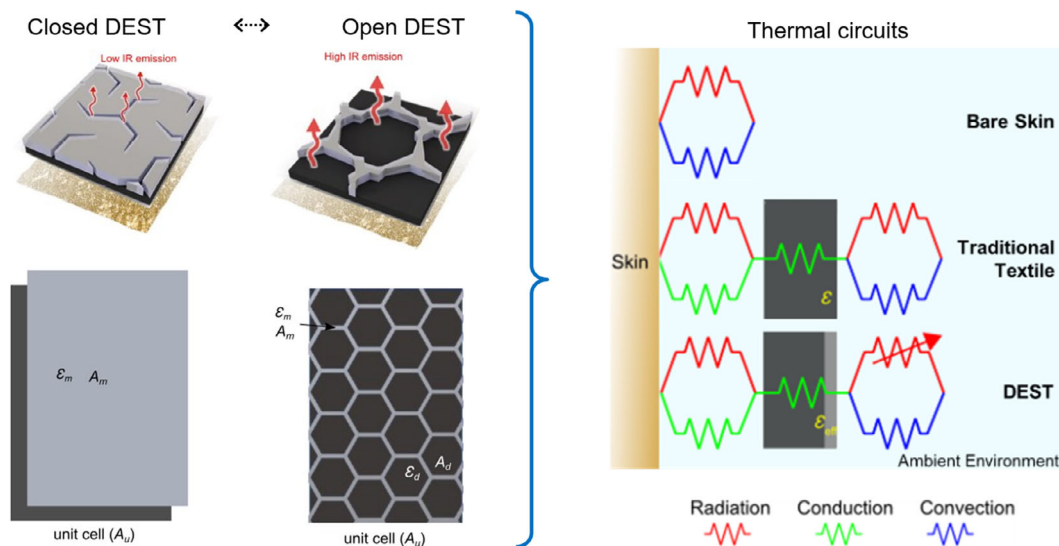 Closed DEST
Open DEST
Low IR emission
High IR emission
εm Am
unit cell (Au)
εm
Am
εd Ad
unit cell (Au)
Thermal circuits
Bare Skin
Skin
Traditional
Textile
ε
DEST
εeff
Ambient Environment
Radiation
Conduction
Convection